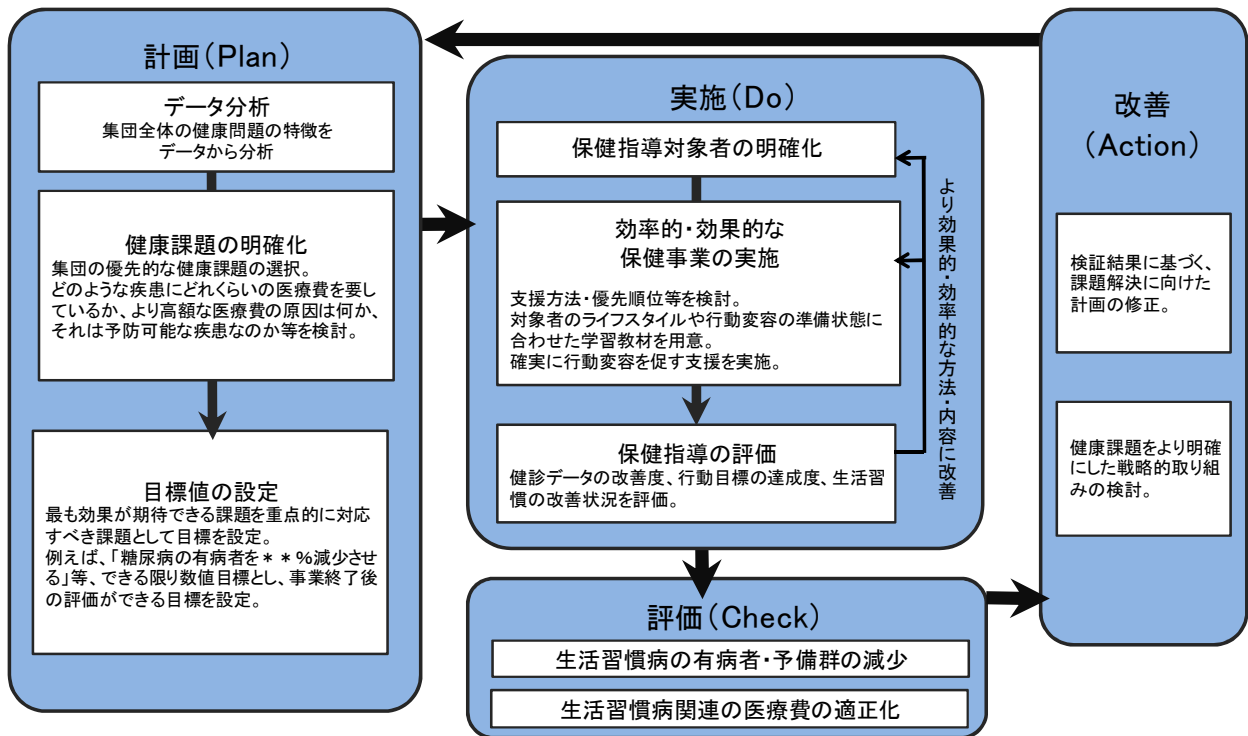 計画(Plan)
データ分析
集団全体の健康問題の特徴を
データから分析
健康課題の明確化
集団の優先的な健康課題の選択。
どのような疾患にどれくらいの医療費を要し
ているか、より高額な医療費の原因は何か、
それは予防可能な疾患なのか等を検討。
目標値の設定
最も効果が期待できる課題を重点的に対応
すべき課題として目標を設定。
例えば、「糖尿病の有病者を**%減少させ
る」等、できる限り数値目標とし、事業終了後
の評価ができる目標を設定。
実施(Do)
保健指導対象者の明確化
効率的・効果的な
保健事業の実施
支援方法・優先順位等を検討。
対象者のライフスタイルや行動変容の準備状態に
合わせた学習教材を用意。
確実に行動変容を促す支援を実施。
保健指導の評価
健診データの改善度、行動目標の達成度、生活習
慣の改善状況を評価。
より効果的・効率的な方法・内容に改善
評価(Check)
生活習慣病の有病者・予備群の減少
生活習慣病関連の医療費の適正化
改善
(Action)
検証結果に基づく、
課題解決に向けた
計画の修正。
健康課題をより明確
にした戦略的取り組
みの検討。